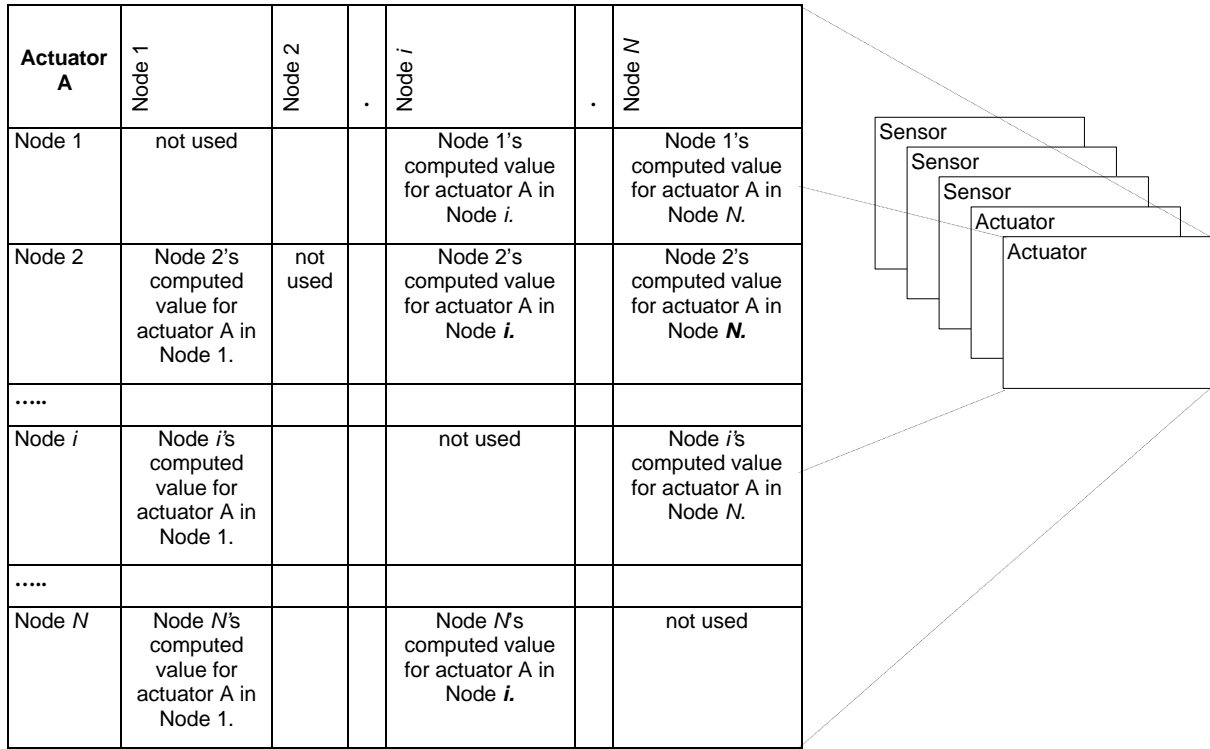 Actuator
A
Node 1
Node 2
.
Node i
.
Node N
Node 1
not used
Node 1's
computed value
for actuator A in
Node i.
Node 1's
computed value
for actuator A in
Node N.
Node 2
Node 2's
computed
value for
actuator A in
Node 1.
not
used
Node 2's
computed value
for actuator A in
Node i.
Node 2's
computed value
for actuator A in
Node N.
…..
Node i
Node i's
computed
value for
actuator A in
Node 1.
not used
Node i's
computed value
for actuator A in
Node N.
…..
Node N
Node N's
computed
value for
actuator A in
Node 1.
Node N's
computed value
for actuator A in
Node i.
not used
Sensor
Sensor
Sensor
Actuator
Actuator